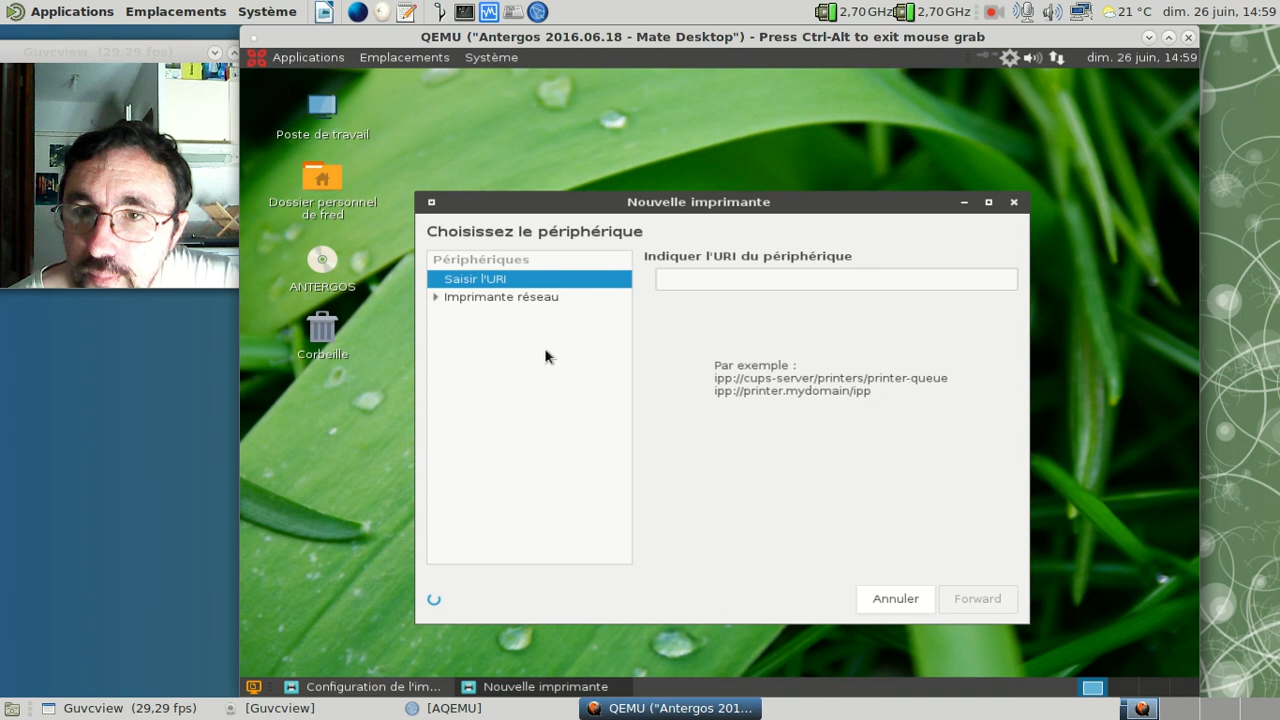 Applications Emplacements Système 2,70 GHz 2,70 GHz 21 °C dim. 26 juin, 14:59
Guvcview (29.29 fps)
QEMU ("Antergos 2016.06.18 - Mate Desktop") - Press Ctrl-Alt to exit mouse grab
Applications Emplacements Système dim. 26 juin, 14:59
Poste de travail
Dossier personnel
de fred
ANTERGOS
Corbeille
Nouvelle imprimante
Choisissez le périphérique
Périphériques
Saisir l'URI
Imprimante réseau
Indiquer l'URI du périphérique
Par exemple :
ipp://cups-server/printers/printer-queue
ipp://printer.mydomain/ipp
Annuler Forward
Configuration de l'im... Nouvelle imprimante
Guvcview (29,29 fps) [Guvcview] [AQEMU] QEMU ("Antergos 201...